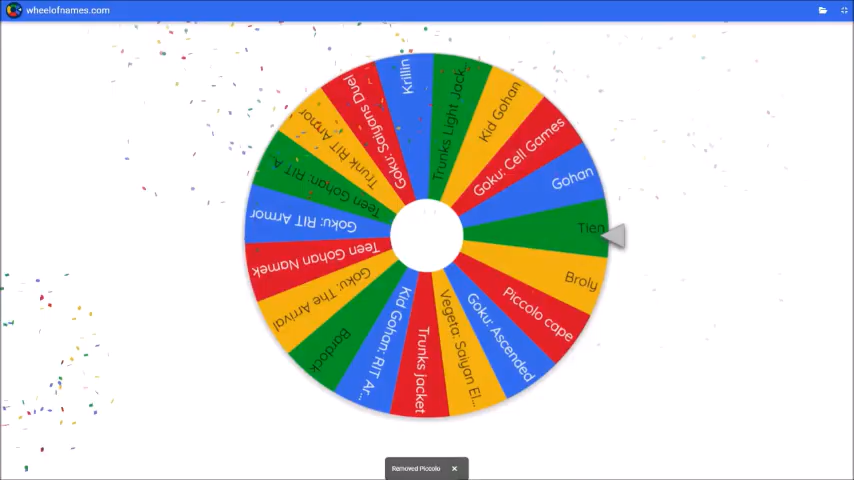 wheelofnames.com
Krillin
Trunks Light Jack...
Kid Gohan
Goku: Cell Games
Gohan
Tien
Broly
Piccolo cape
Goku: Ascended
Vegeta: Saiyan El...
Trunks jacket
Kid Gohan: RIT Ar...
Bardock
Goku: The Arrival
Teen Gohan Namek
Goku: RIT Armor
Teen Gohan: RIT A...
Trunk RIT Armor
Goku: Saiyans Duel
Removed Piccolo